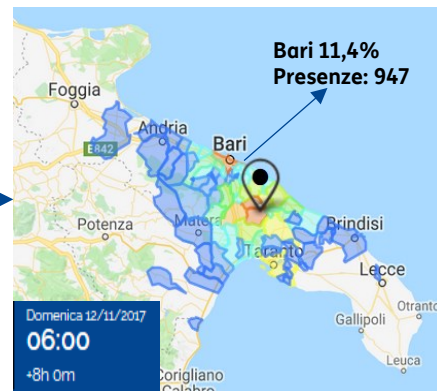 Bari 11,4%
Presenze: 947
Foggia
Andria
E842
Bari
Matera
Brindisi
Potenza
Taranto
Lecce
Otranto
Gallipoli
Leuca
Domenica 12/11/2017
06:00
+8h 0m
Corigliano
Calabro